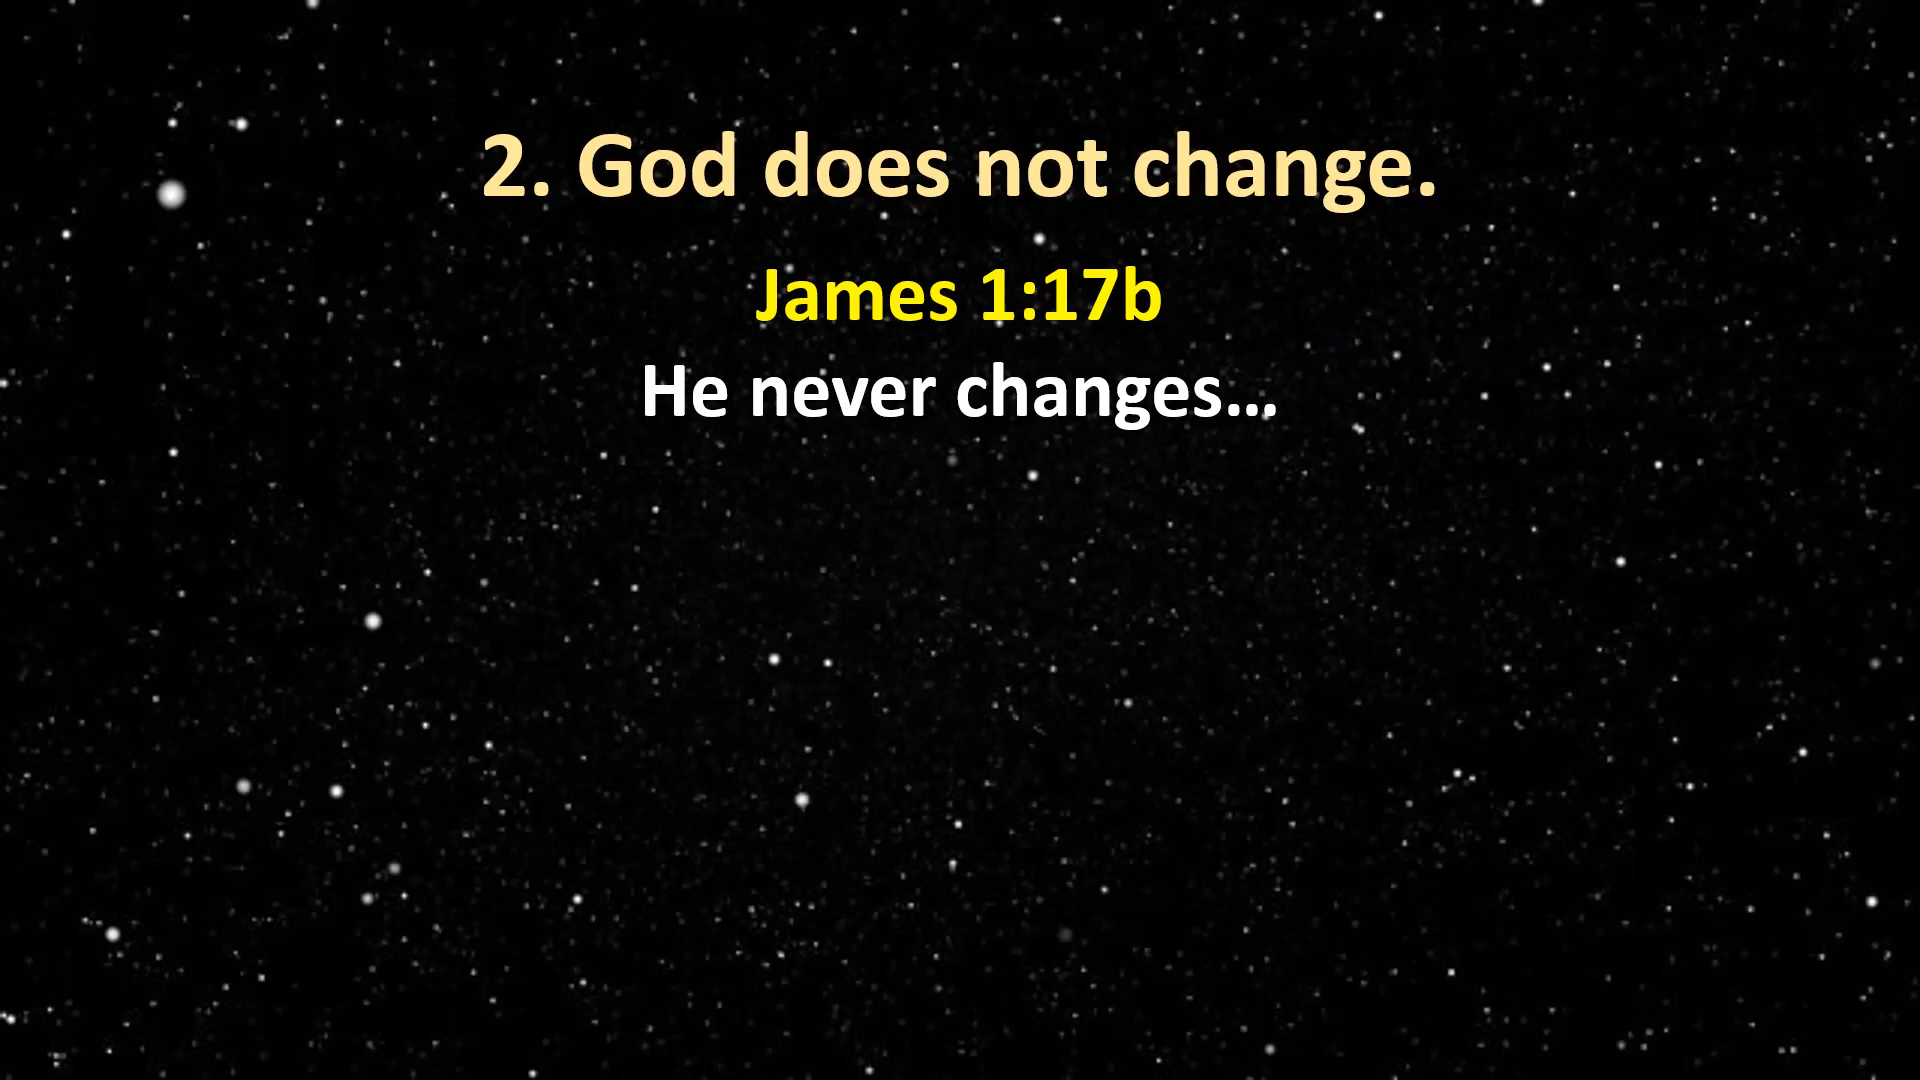 2. God does not change.
James 1:17b
He never changes…